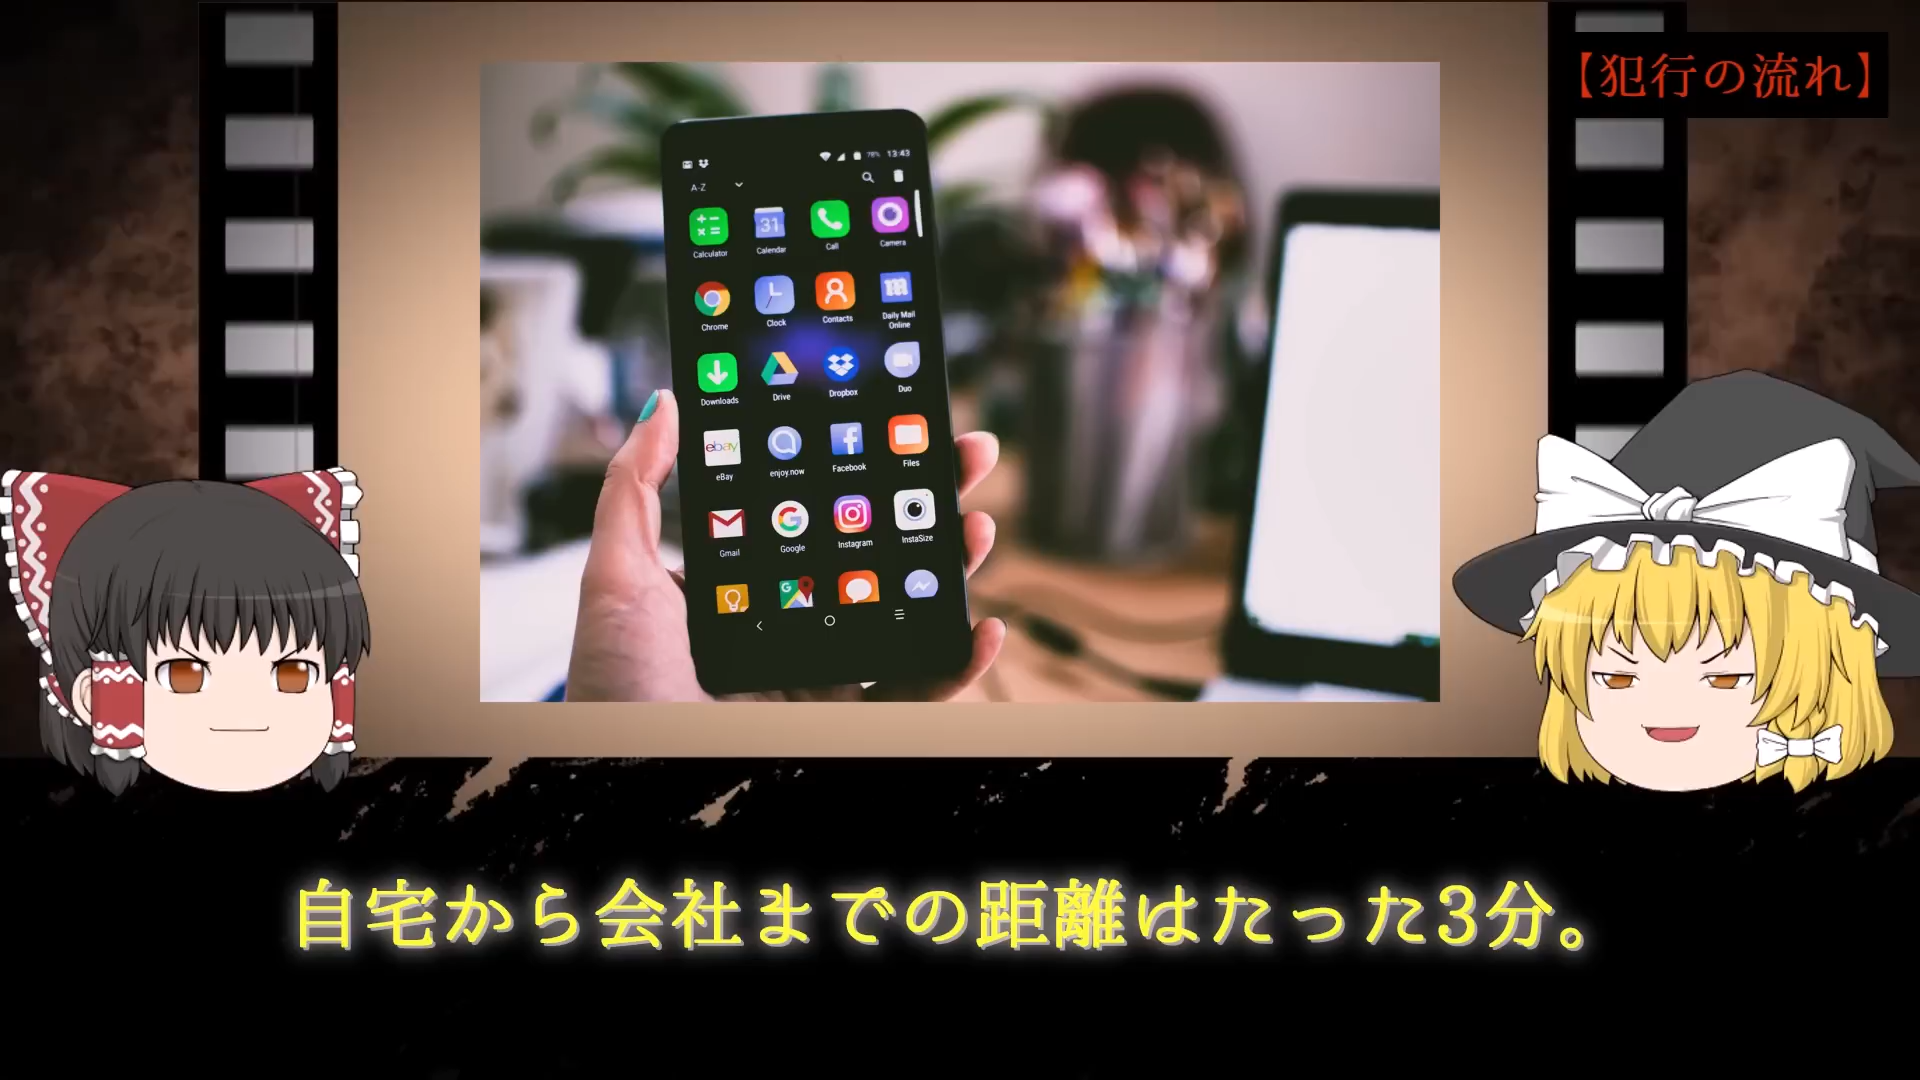 【犯行の流れ】
78% 13:43
A-Z
31
Calculator Calendar Call Camera
Chrome Clock Contacts Daily Mail
Online
Downloads Drive Dropbox Duo
ebay
eBay enjoy.now Facebook Files
Gmail Google Instagram InstaSize
自宅から会社までの距離はたった3分。